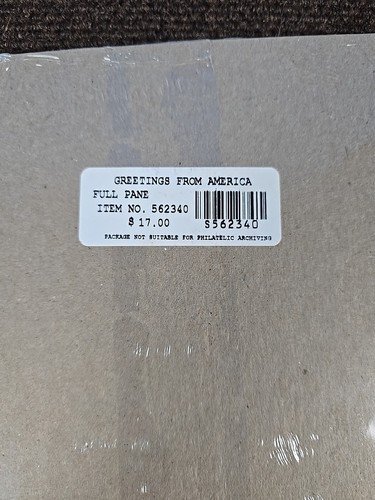 GREETINGS FROM AMERICA
FULL PANE
ITEM NO. 562340
$ 17.00
S562340
PACKAGE NOT SUITABLE FOR PHILATELIC ARCHIVING